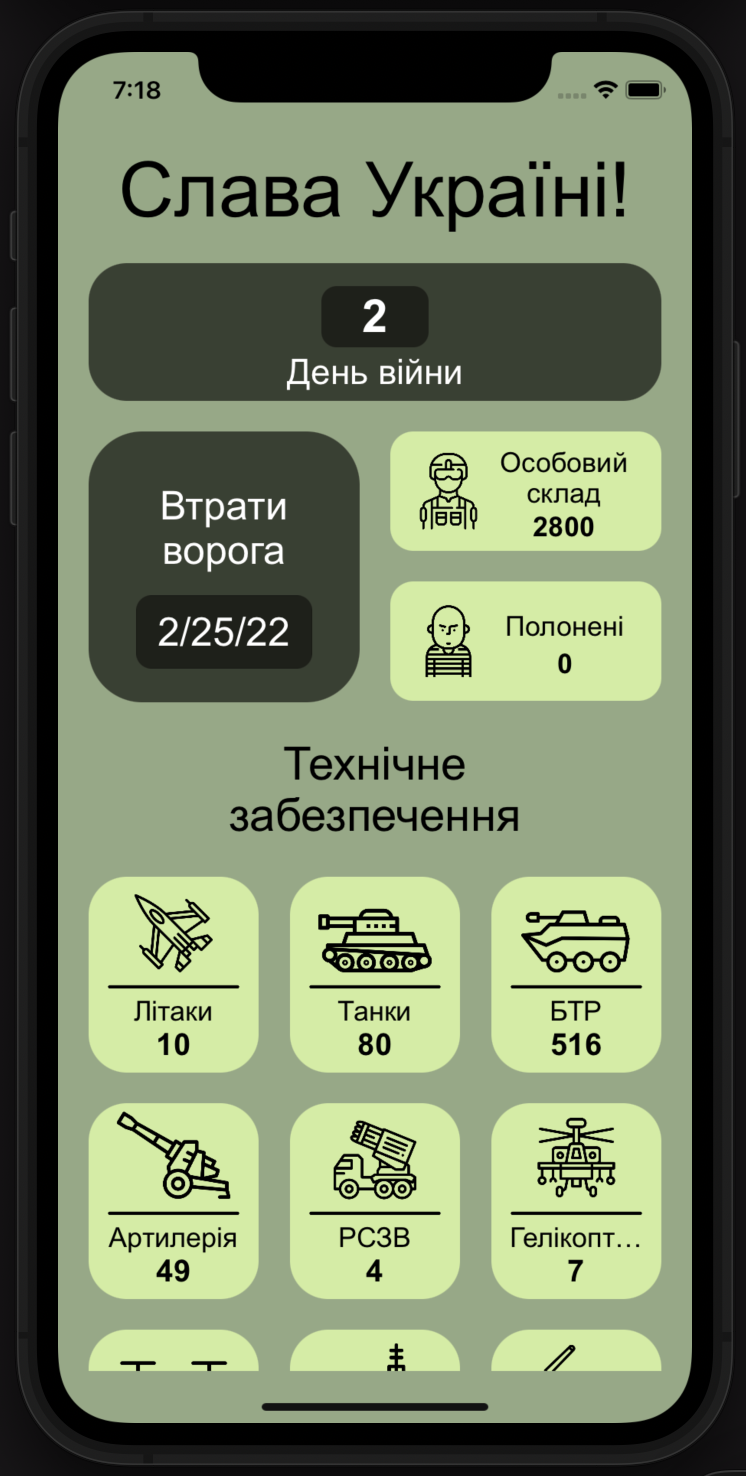 7:18
Слава Україні!
2
День війни
Втрати
ворога
2/25/22
Особовий
склад
2800
Полонені
0
Технічне
забезпечення
Літаки
10
Танки
80
БТР
516
Артилерія
49
РСЗВ
4
Гелікопт...
7